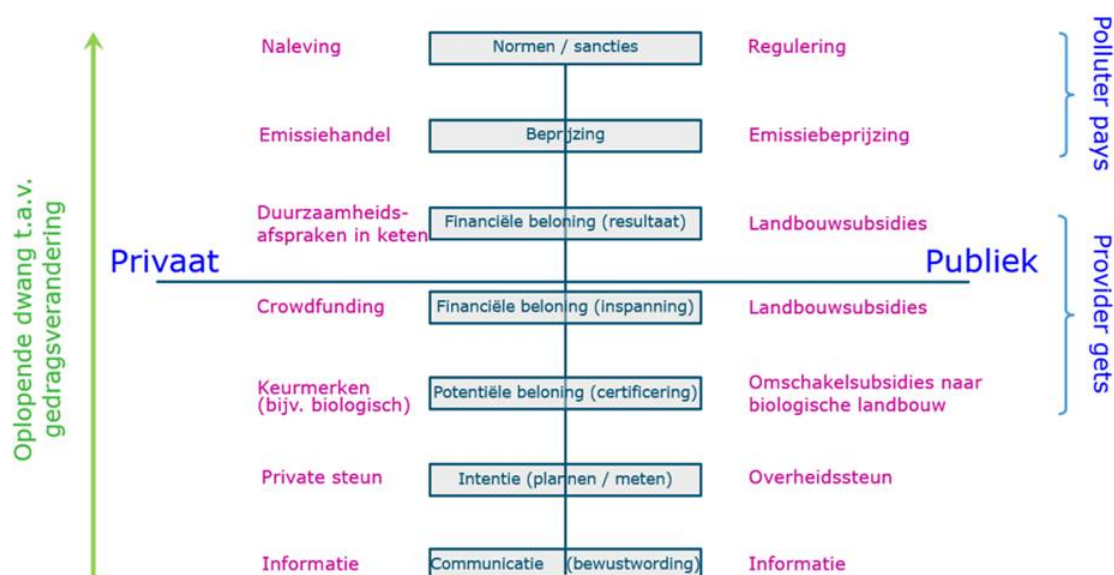 Naleving
Normen / sancties
Regulering
Polluter pays
Emissiehandel
Beprijzing
Emissiebeprijzing
Oplopende dwang t.a.v.
gedragsverandering
Duurzaamheids-
afspraken in keten
Financiële beloning (resultaat)
Landbouwsubsidies
Privaat
Publiek
Provider gets
Crowdfunding
Financiële beloning (inspanning)
Landbouwsubsidies
Keurmerken
(bijv. biologisch)
Potentiële beloning (certificering)
Omschakelsubsidies naar
biologische landbouw
Private steun
Intentie (plannen / meten)
Overheidssteun
Informatie
Communicatie (bewustwording)
Informatie